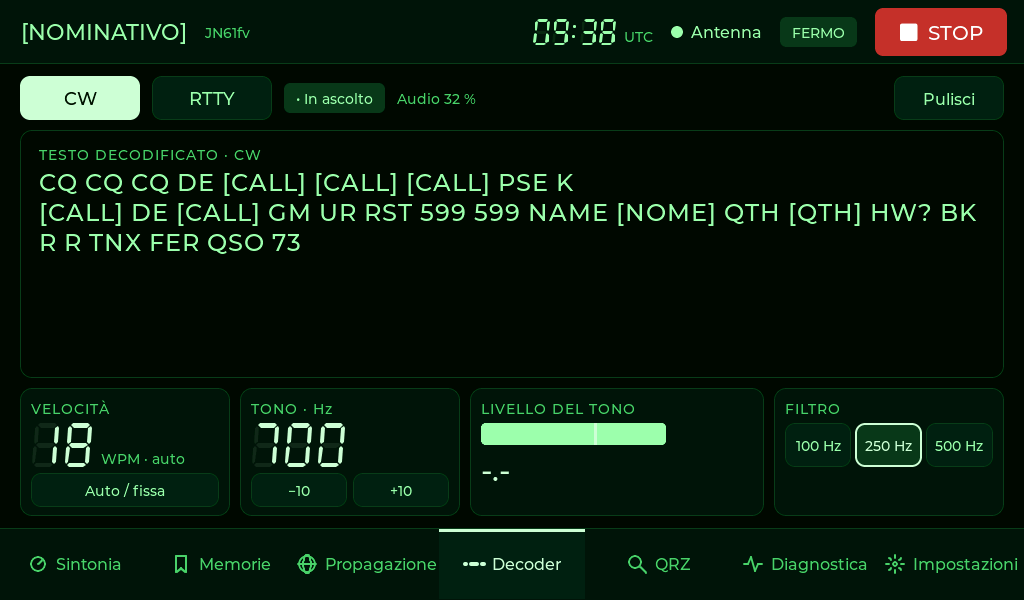 [NOMINATIVO] JN61fv 09:38 UTC Antenna FERMO STOP
CW RTTY • In ascolto Audio 32 % Pulisci
TESTO DECODIFICATO · CW
CQ CQ CQ DE [CALL] [CALL] [CALL] PSE K
[CALL] DE [CALL] GM UR RST 599 599 NAME [NOME] QTH [QTH] HW? BK
R R TNX FER QSO 73
VELOCITÀ
18 WPM · auto
Auto / fissa
TONO · Hz
700
−10 +10
LIVELLO DEL TONO
-.-
FILTRO
100 Hz 250 Hz 500 Hz
Sintonia Memorie Propagazione Decoder QRZ Diagnostica Impostazioni